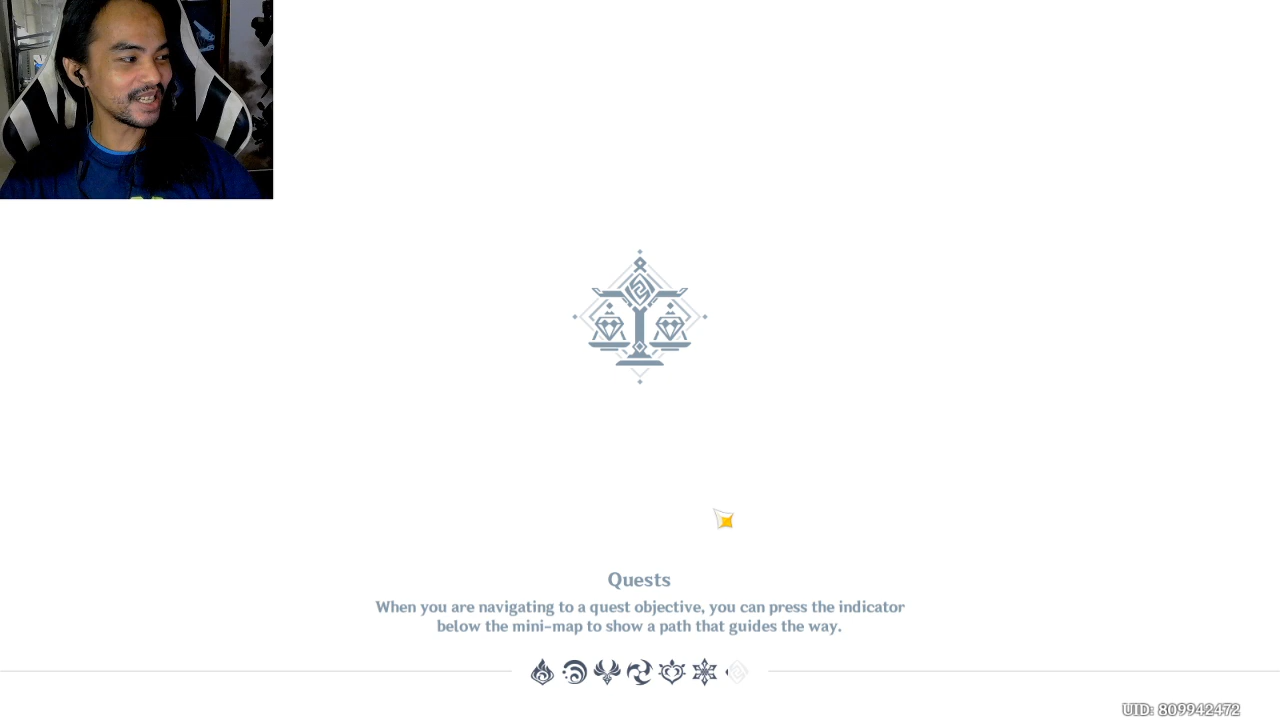 Quests
When you are navigating to a quest objective, you can press the indicator
below the mini-map to show a path that guides the way.
UID: 809942472